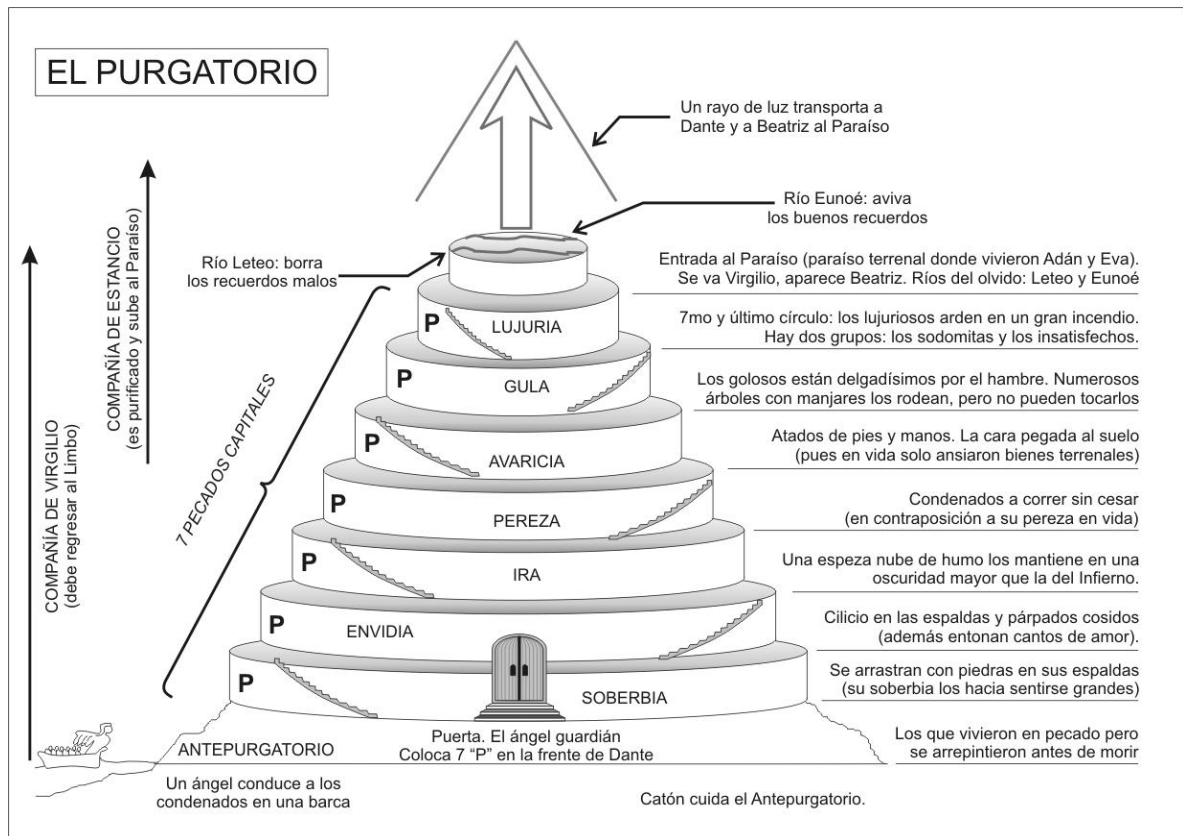 EL PURGATORIO
Un rayo de luz transporta a
Dante y a Beatriz al Paraíso
Río Eunoé: aviva
los buenos recuerdos
Río Leteo: borra
los recuerdos malos
Entrada al Paraíso (paraíso terrenal donde vivieron Adán y Eva).
Se va Virgilio, aparece Beatriz. Ríos del olvido: Leteo y Eunoé
COMPAÑÍA DE ESTANCIO
(es purificado y sube al Paraíso)
COMPAÑÍA DE VIRGILIO
(debe regresar al Limbo)
7 PECADOS CAPITALES
P
LUJURIA
7mo y último círculo: los lujuriosos arden en un gran incendio.
Hay dos grupos: los sodomitas y los insatisfechos.
P
GULA
Los golosos están delgadísimos por el hambre. Numerosos
árboles con manjares los rodean, pero no pueden tocarlos
P
AVARICIA
Atados de pies y manos. La cara pegada al suelo
(pues en vida solo ansiaron bienes terrenales)
P
PEREZA
Condenados a correr sin cesar
(en contraposición a su pereza en vida)
IRA
Una espeza nube de humo los mantiene en una
oscuridad mayor que la del Infierno.
P
P
ENVIDIA
Cilicio en las espaldas y párpados cosidos
(además entonan cantos de amor).
P
SOBERBIA
Se arrastran con piedras en sus espaldas
(su soberbia los hacia sentirse grandes)
ANTEPURGATORIO
Puerta. El ángel guardián
Coloca 7 “P” en la frente de Dante
Los que vivieron en pecado pero
se arrepintieron antes de morir
Un ángel conduce a los
condenados en una barca
Catón cuida el Antepurgatorio.